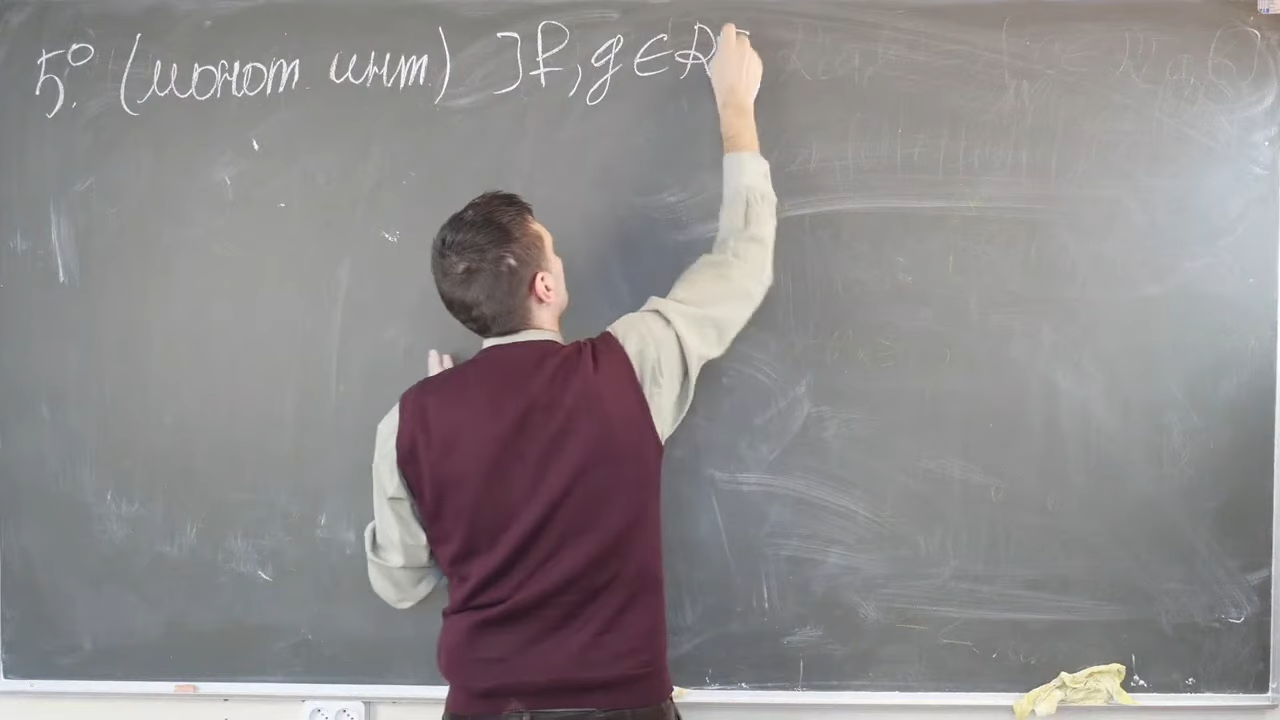 5.° (монот инт) ] f, g ∈ R[